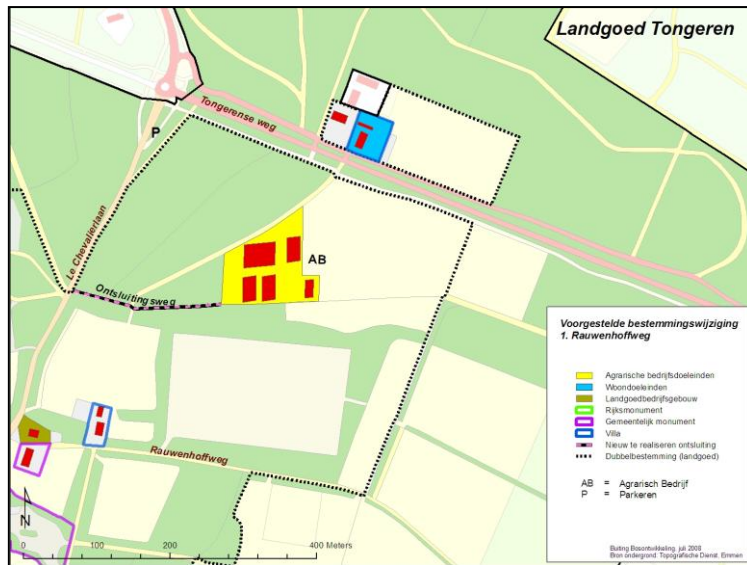 Landgoed Tongeren
Tongerense weg
P
Le Chevalierlaan
AB
Ontsluitingsweg
Rauwenhoffweg
Voorgestelde bestemmingswijziging
1. Rauwenhoffweg
Agrarische bedrijfsdoeleinden
Woondoeleinden
Landgoedbedrijfsgebouw
Rijksmonument
Gemeentelijk monument
Villa
Nieuw te realiseren ontsluiting
Dubbelbestemming (landgoed)
AB = Agrarisch Bedrijf
P = Parkeren
N
0 100 200 400 Meters
Buiting Bosontwikkeling, juli 2008
Bron ondergrond: Topografische Dienst, Emmen